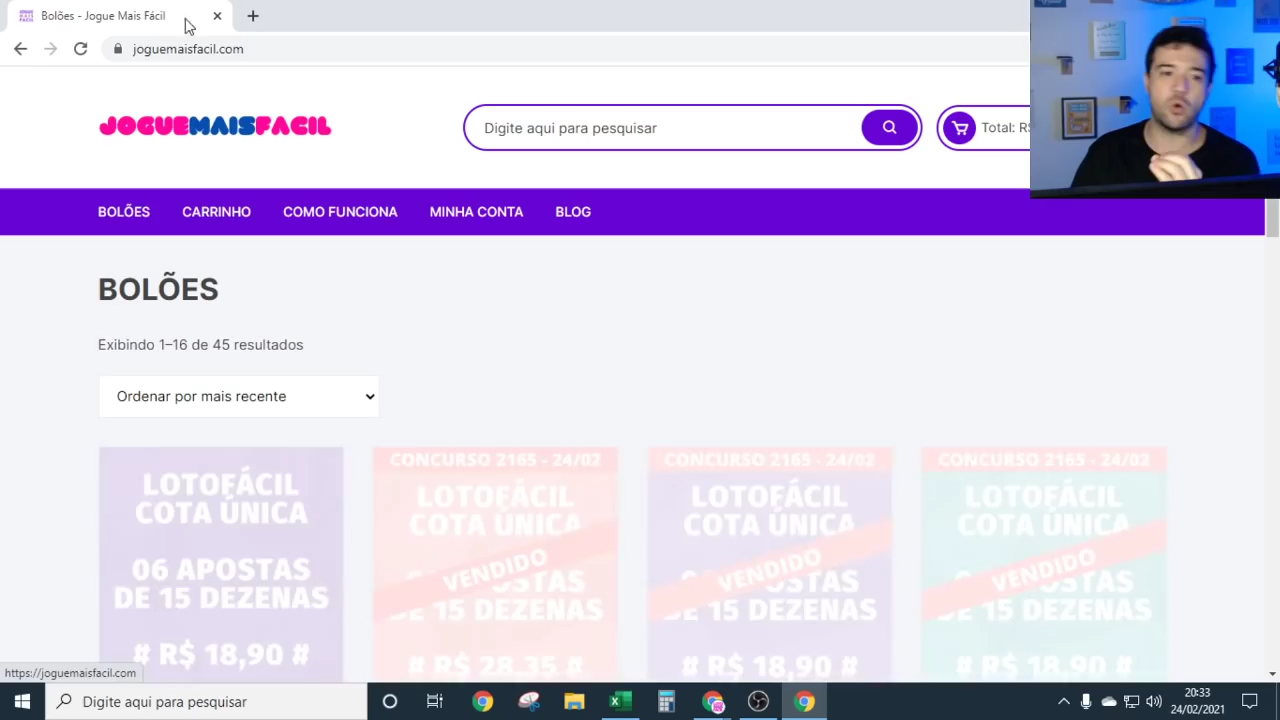 Bolões - Jogue Mais Fácil
joguemaisfacil.com
JOGUEMAISFACIL
Digite aqui para pesquisar
Total: R$
BOLÕES CARRINHO COMO FUNCIONA MINHA CONTA BLOG
BOLÕES
Exibindo 1–16 de 45 resultados
Ordenar por mais recente
LOTOFÁCIL
COTA ÚNICA
06 APOSTAS
DE 15 DEZENAS
# R$ 18,90 #
CONCURSO 2165 - 24/02
LOTOFÁCIL
COTA ÚNICA
VENDIDO
DE 15 DEZENAS
# R$ 28,35 #
CONCURSO 2165 - 24/02
LOTOFÁCIL
COTA ÚNICA
VENDIDO
DE 15 DEZENAS
# R$ 18,90 #
CONCURSO 2165 - 24/02
LOTOFÁCIL
COTA ÚNICA
VENDIDO
DE 15 DEZENAS
# R$ 18,90 #
https://joguemaisfacil.com
Digite aqui para pesquisar
20:33
24/02/2021